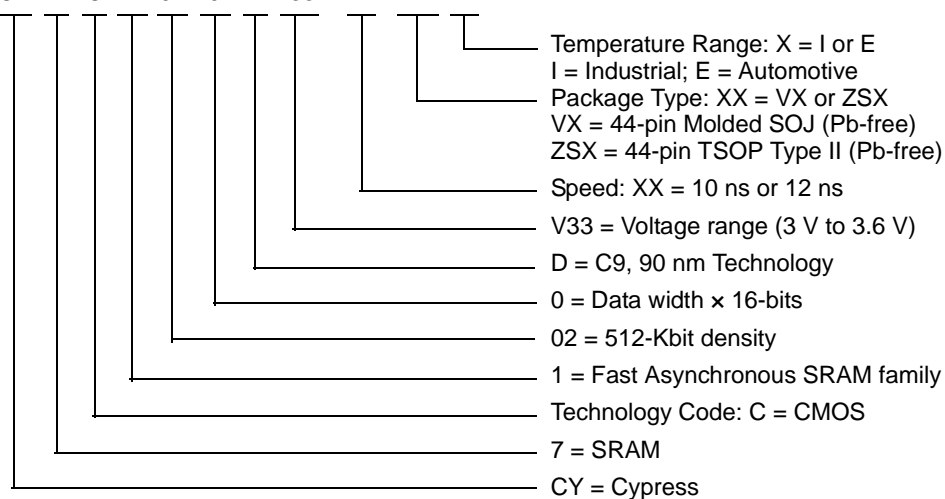 Temperature Range: X = I or E
I = Industrial; E = Automotive
Package Type: XX = VX or ZSX
VX = 44-pin Molded SOJ (Pb-free)
ZSX = 44-pin TSOP Type II (Pb-free)
Speed: XX = 10 ns or 12 ns
V33 = Voltage range (3 V to 3.6 V)
D = C9, 90 nm Technology
0 = Data width × 16-bits
02 = 512-Kbit density
1 = Fast Asynchronous SRAM family
Technology Code: C = CMOS
7 = SRAM
CY = Cypress